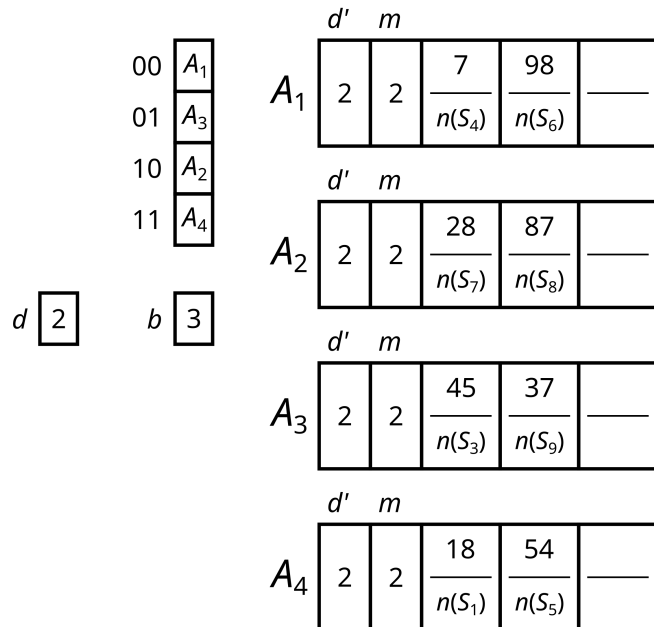 d' m
00 A₁
01 A₃
10 A₂
11 A₄
d 2 b 3
A₁ 2 2 7 98
n(S₄) n(S₆)
d' m
A₂ 2 2 28 87
n(S₇) n(S₈)
d' m
A₃ 2 2 45 37
n(S₃) n(S₉)
d' m
A₄ 2 2 18 54
n(S₁) n(S₅)